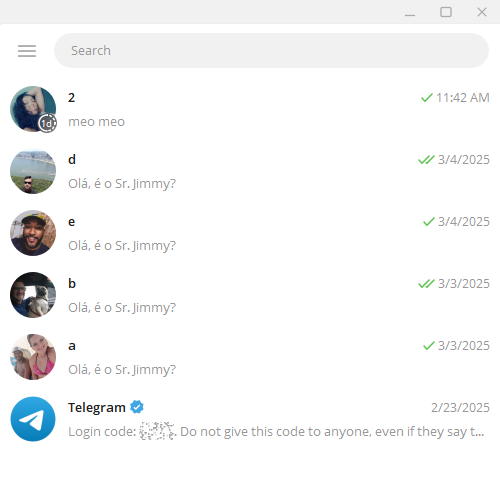 Search
2 11:42 AM
1d meo meo
d 3/4/2025
Olá, é o Sr. Jimmy?
e 3/4/2025
Olá, é o Sr. Jimmy?
b 3/3/2025
Olá, é o Sr. Jimmy?
a 3/3/2025
Olá, é o Sr. Jimmy?
Telegram 2/23/2025
Login code: . Do not give this code to anyone, even if they say t...